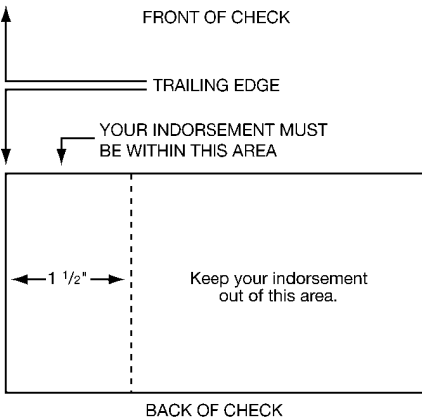 FRONT OF CHECK
TRAILING EDGE
YOUR INDORSEMENT MUST
BE WITHIN THIS AREA
1 1/2"
Keep your indorsement
out of this area.
BACK OF CHECK